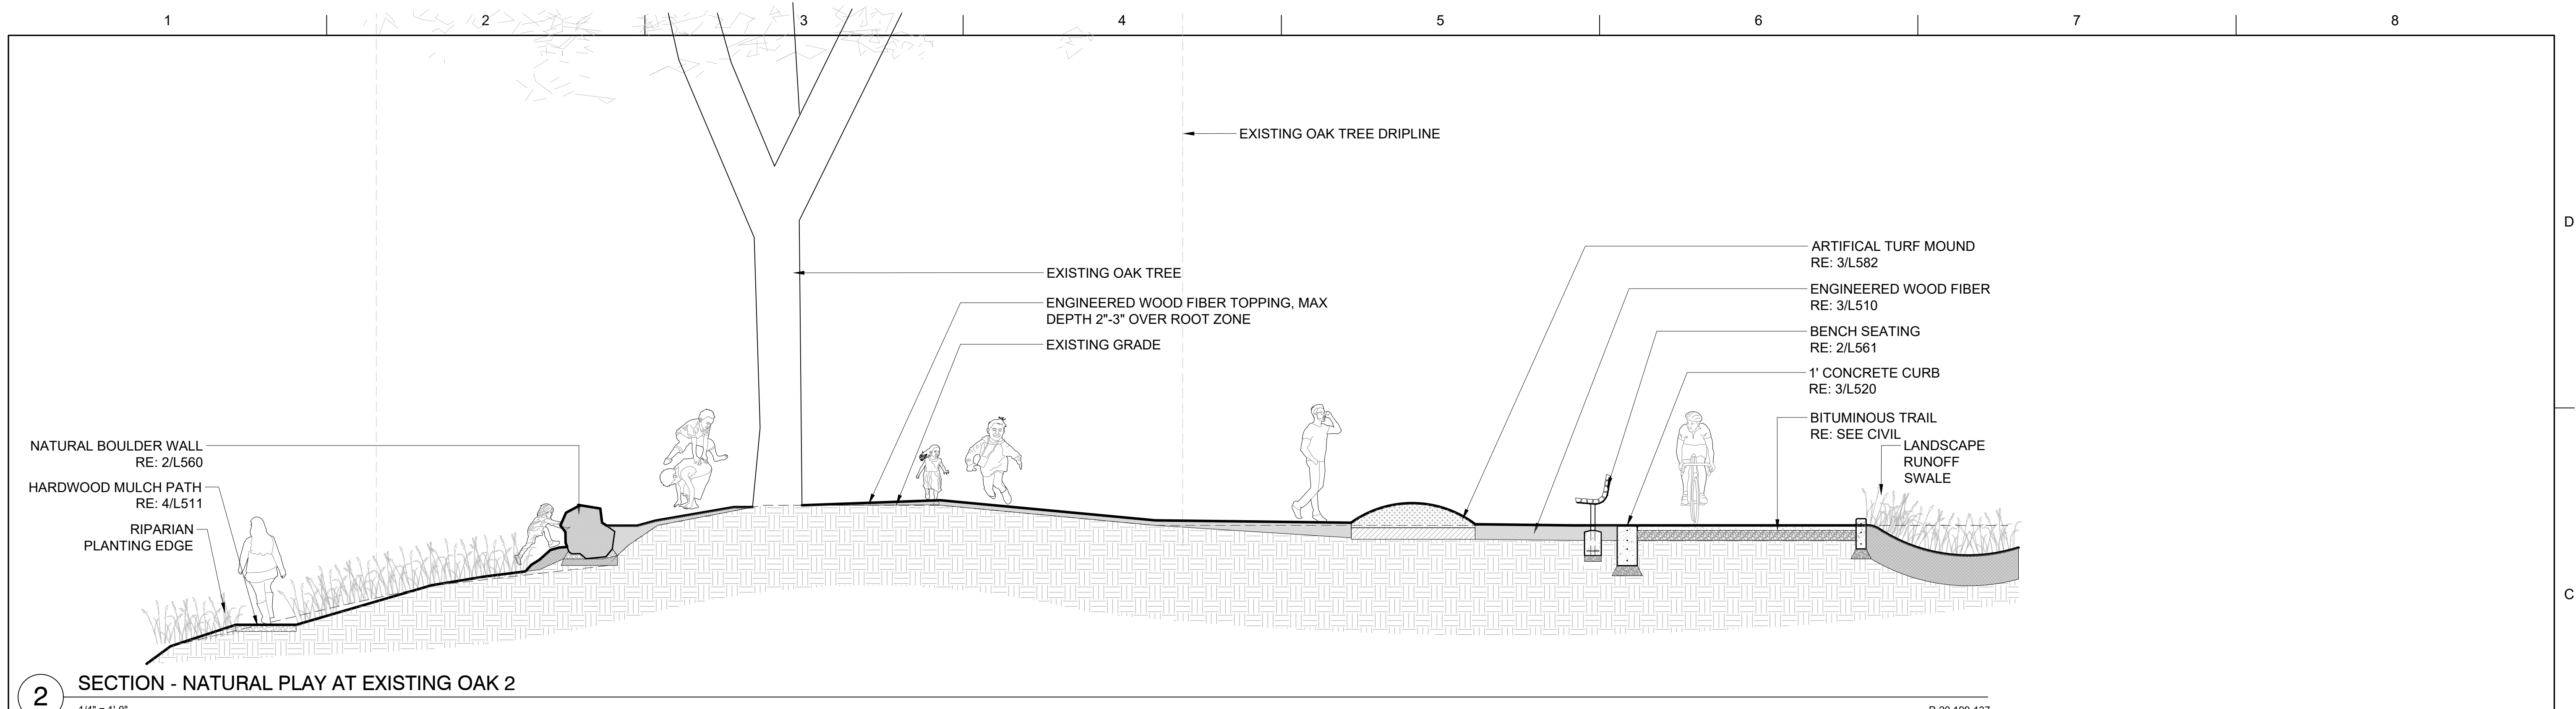 1 2 3 4 5 6 7 8
D
EXISTING OAK TREE DRIPLINE
ARTIFICAL TURF MOUND
RE: 3/L582
EXISTING OAK TREE
ENGINEERED WOOD FIBER
RE: 3/L510
ENGINEERED WOOD FIBER TOPPING, MAX
DEPTH 2"-3" OVER ROOT ZONE
BENCH SEATING
RE: 2/L561
EXISTING GRADE
1' CONCRETE CURB
RE: 3/L520
BITUMINOUS TRAIL
RE: SEE CIVIL
LANDSCAPE
RUNOFF
SWALE
NATURAL BOULDER WALL
RE: 2/L560
HARDWOOD MULCH PATH
RE: 4/L511
RIPARIAN
PLANTING EDGE
C
2
SECTION - NATURAL PLAY AT EXISTING OAK 2